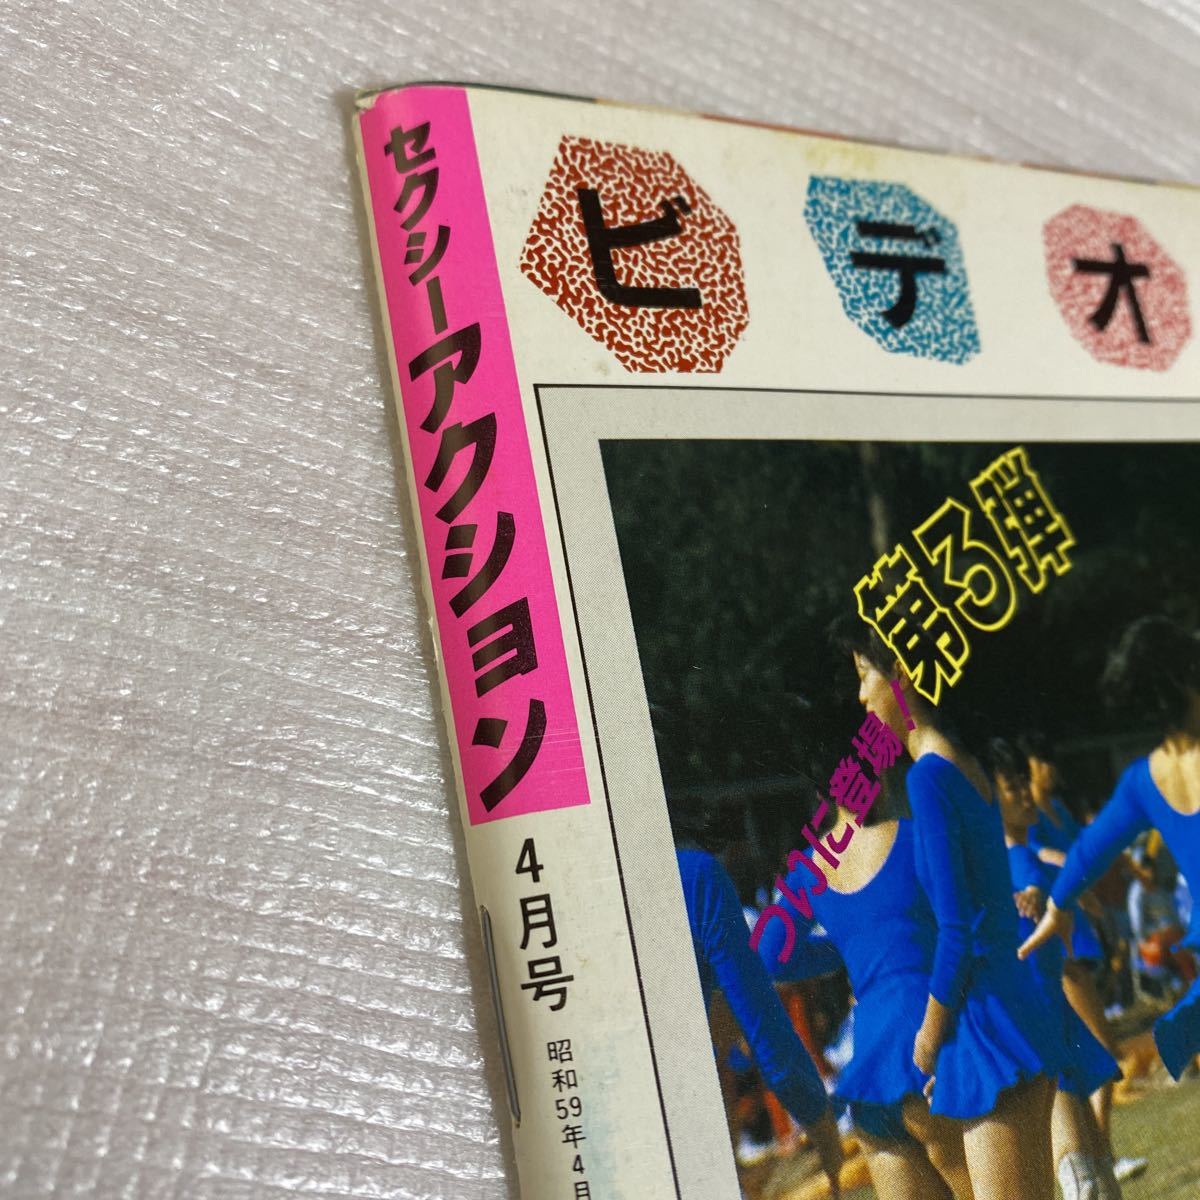 セクシーアクション
4月号
昭和59年4月
ビデオ
第3弾
ついに登場!